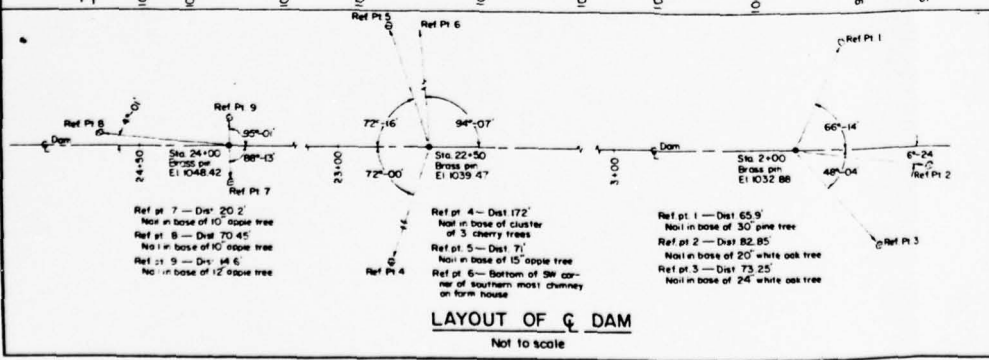 Ref Pt 5
Ref Pt 6
Ref Pt 1
Ref Pt 8
4°-01'
Ref Pt 9
95°-01'
88°-13'
Ref Pt 7
℄ Dam
24+50
Sta. 24+00
Brass pin
El 1048.42
72°-16'
94°-07'
72°-00'
23+00
Sta. 22+50
Brass pin
El 1039.47
Ref Pt 4
℄ Dam
3+00
Sta. 2+00
Brass pin
El 1032.88
66°-14'
48°-04
6°-24
Ref Pt 2
Ref Pt 3
Ref pt 7 — Dist 20.2'
Nail in base of 10" apple tree
Ref pt 8 — Dist 70.45'
Nail in base of 10" apple tree
Ref pt 9 — Dist 14.6'
Nail in base of 12" apple tree
Ref pt 4 — Dist 172'
Nail in base of cluster
of 3 cherry trees
Ref pt. 5 — Dist. 71'
Nail in base of 15" apple tree
Ref pt 6 — Bottom of SW cor-
ner of southern most chimney
on farm house
Ref pt. 1 — Dist 65.9'
Nail in base of 30" pine tree
Ref pt 2 — Dist 82.85'
Nail in base of 20" white oak tree
Ref pt. 3 — Dist 73.25'
Nail in base of 24" white oak tree
LAYOUT OF ℄ DAM
Not to scale